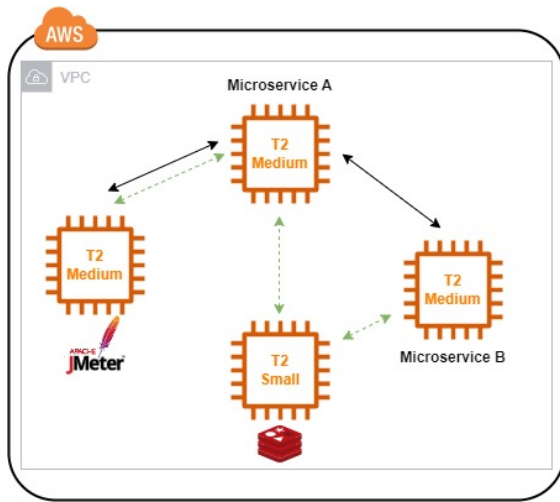 AWS
VPC
Microservice A
T2
Medium
T2
Medium
T2
Medium
APACHE
JMeter
Microservice B
T2
Small